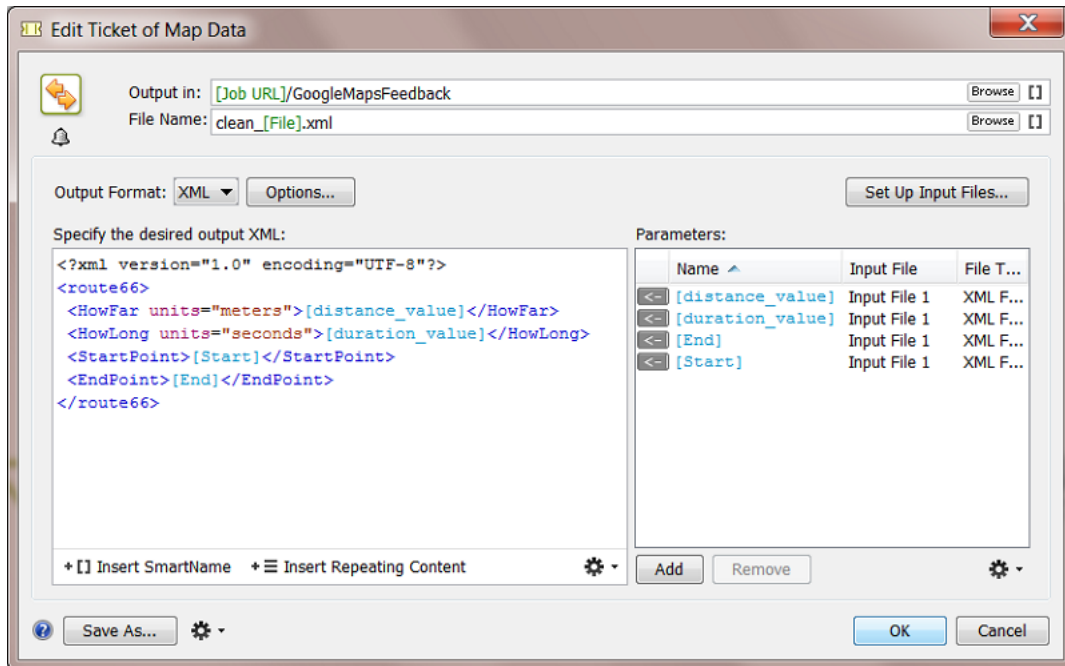 Edit Ticket of Map Data
X
Output in: [Job URL]/GoogleMapsFeedback Browse []
File Name: clean_[File].xml Browse []
Output Format: XML Options... Set Up Input Files...
Specify the desired output XML:
<?xml version="1.0" encoding="UTF-8"?>
<route66>
<HowFar units="meters">[distance_value]</HowFar>
<HowLong units="seconds">[duration_value]</HowLong>
<StartPoint>[Start]</StartPoint>
<EndPoint>[End]</EndPoint>
</route66>
+[] Insert SmartName +≡ Insert Repeating Content
Parameters:
Name Input File File T...
<- [distance_value] Input File 1 XML F...
<- [duration_value] Input File 1 XML F...
<- [End] Input File 1 XML F...
<- [Start] Input File 1 XML F...
Add Remove
? Save As... OK Cancel